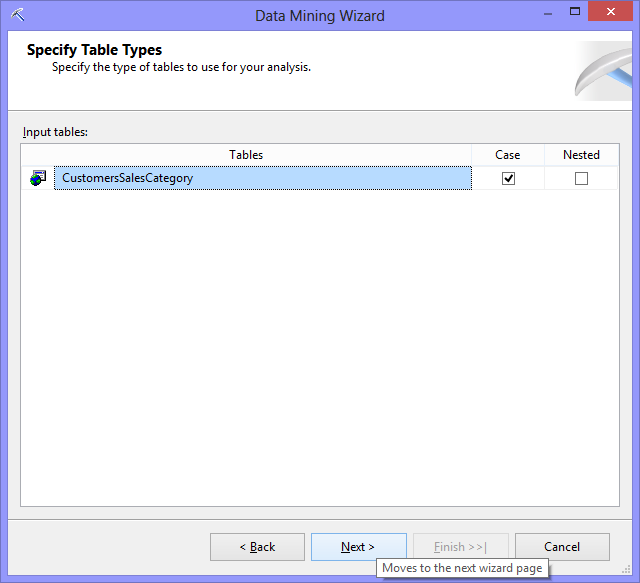 Data Mining Wizard
Specify Table Types
Specify the type of tables to use for your analysis.
Input tables:
Tables Case Nested
CustomersSalesCategory
< Back Next > Finish >>| Cancel
Moves to the next wizard page